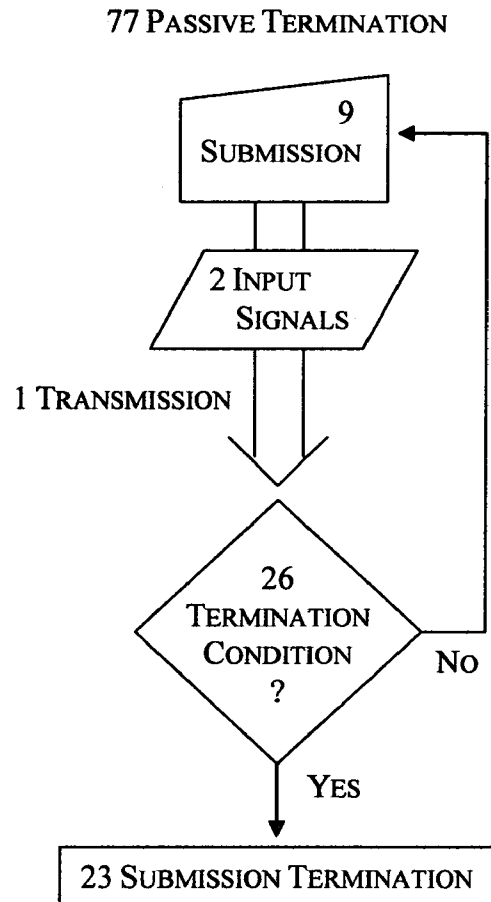 77 PASSIVE TERMINATION
9
SUBMISSION
2 INPUT
SIGNALS
1 TRANSMISSION
26
TERMINATION
CONDITION
?
NO
YES
23 SUBMISSION TERMINATION